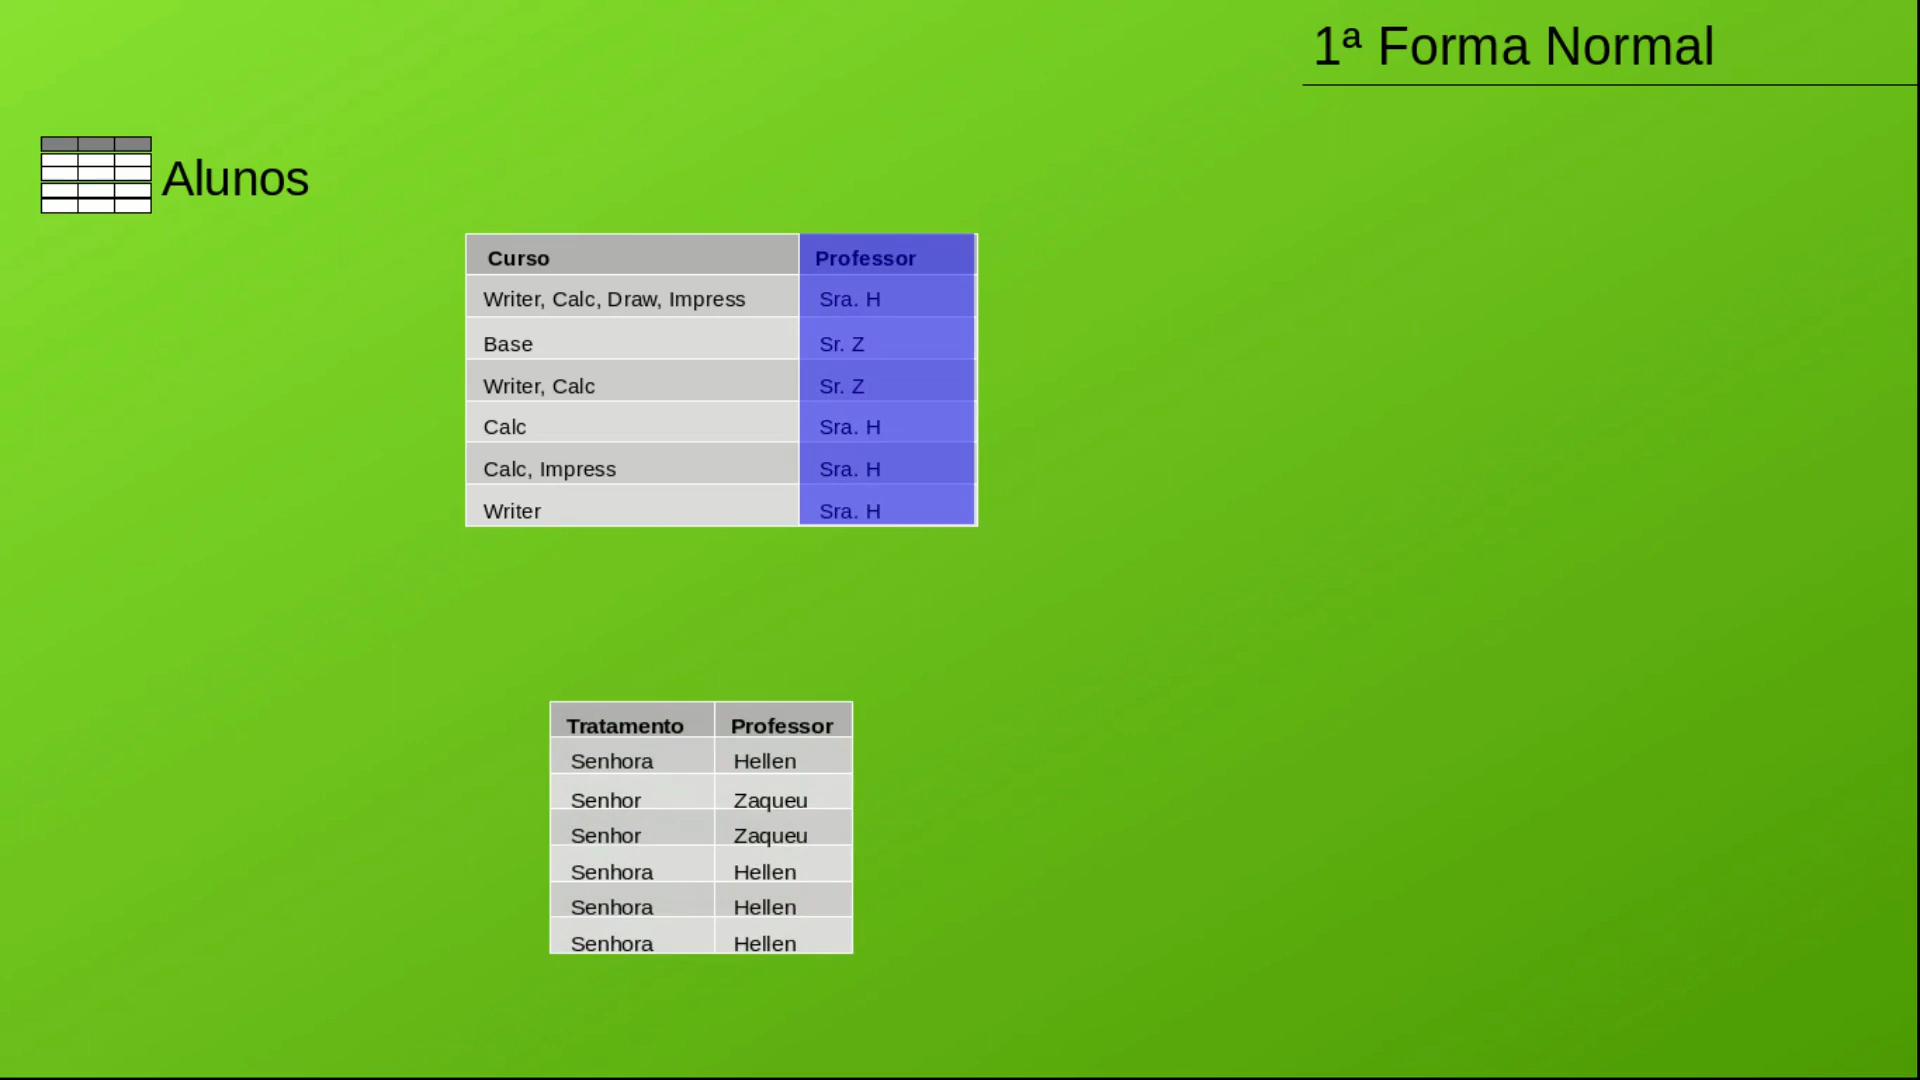 1ª Forma Normal
Alunos
Curso Professor
Writer, Calc, Draw, Impress Sra. H
Base Sr. Z
Writer, Calc Sr. Z
Calc Sra. H
Calc, Impress Sra. H
Writer Sra. H
Tratamento Professor
Senhora Hellen
Senhor Zaqueu
Senhor Zaqueu
Senhora Hellen
Senhora Hellen
Senhora Hellen